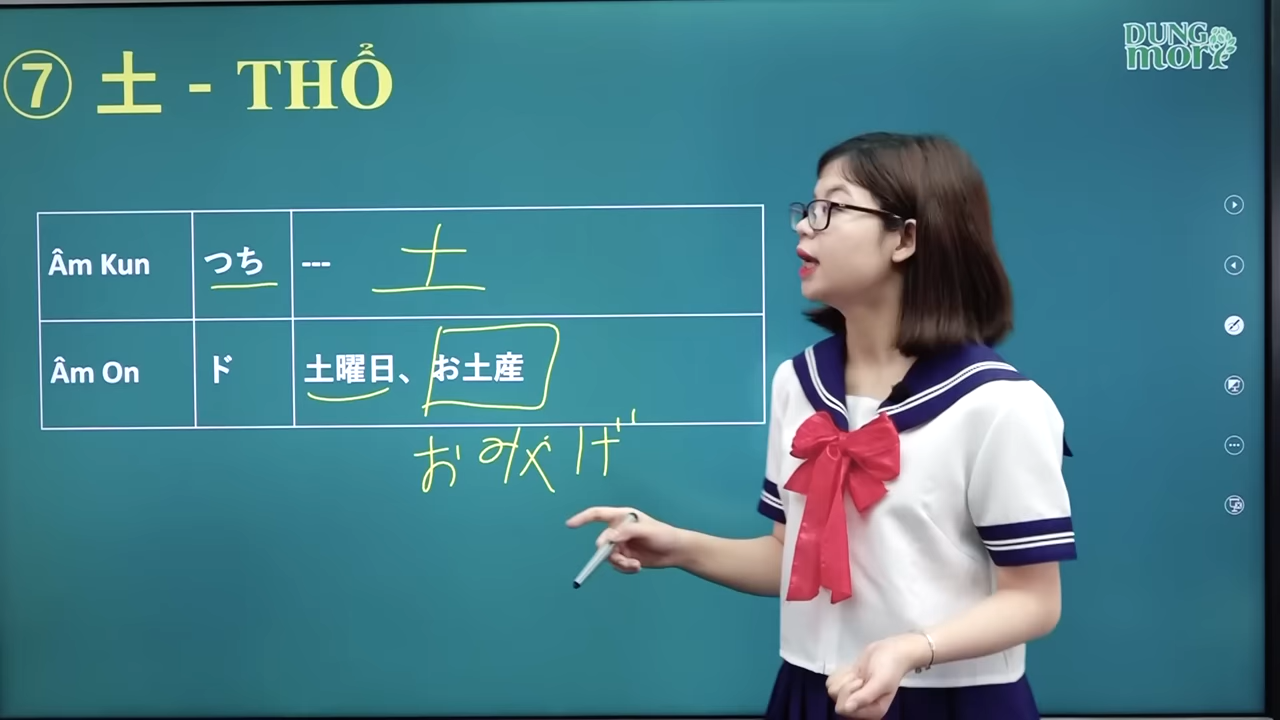 ⑦ 土 - THỔ
DUNG
mori
Âm Kun つち --- 土
Âm On ド 土曜日、お土産
おみやげ